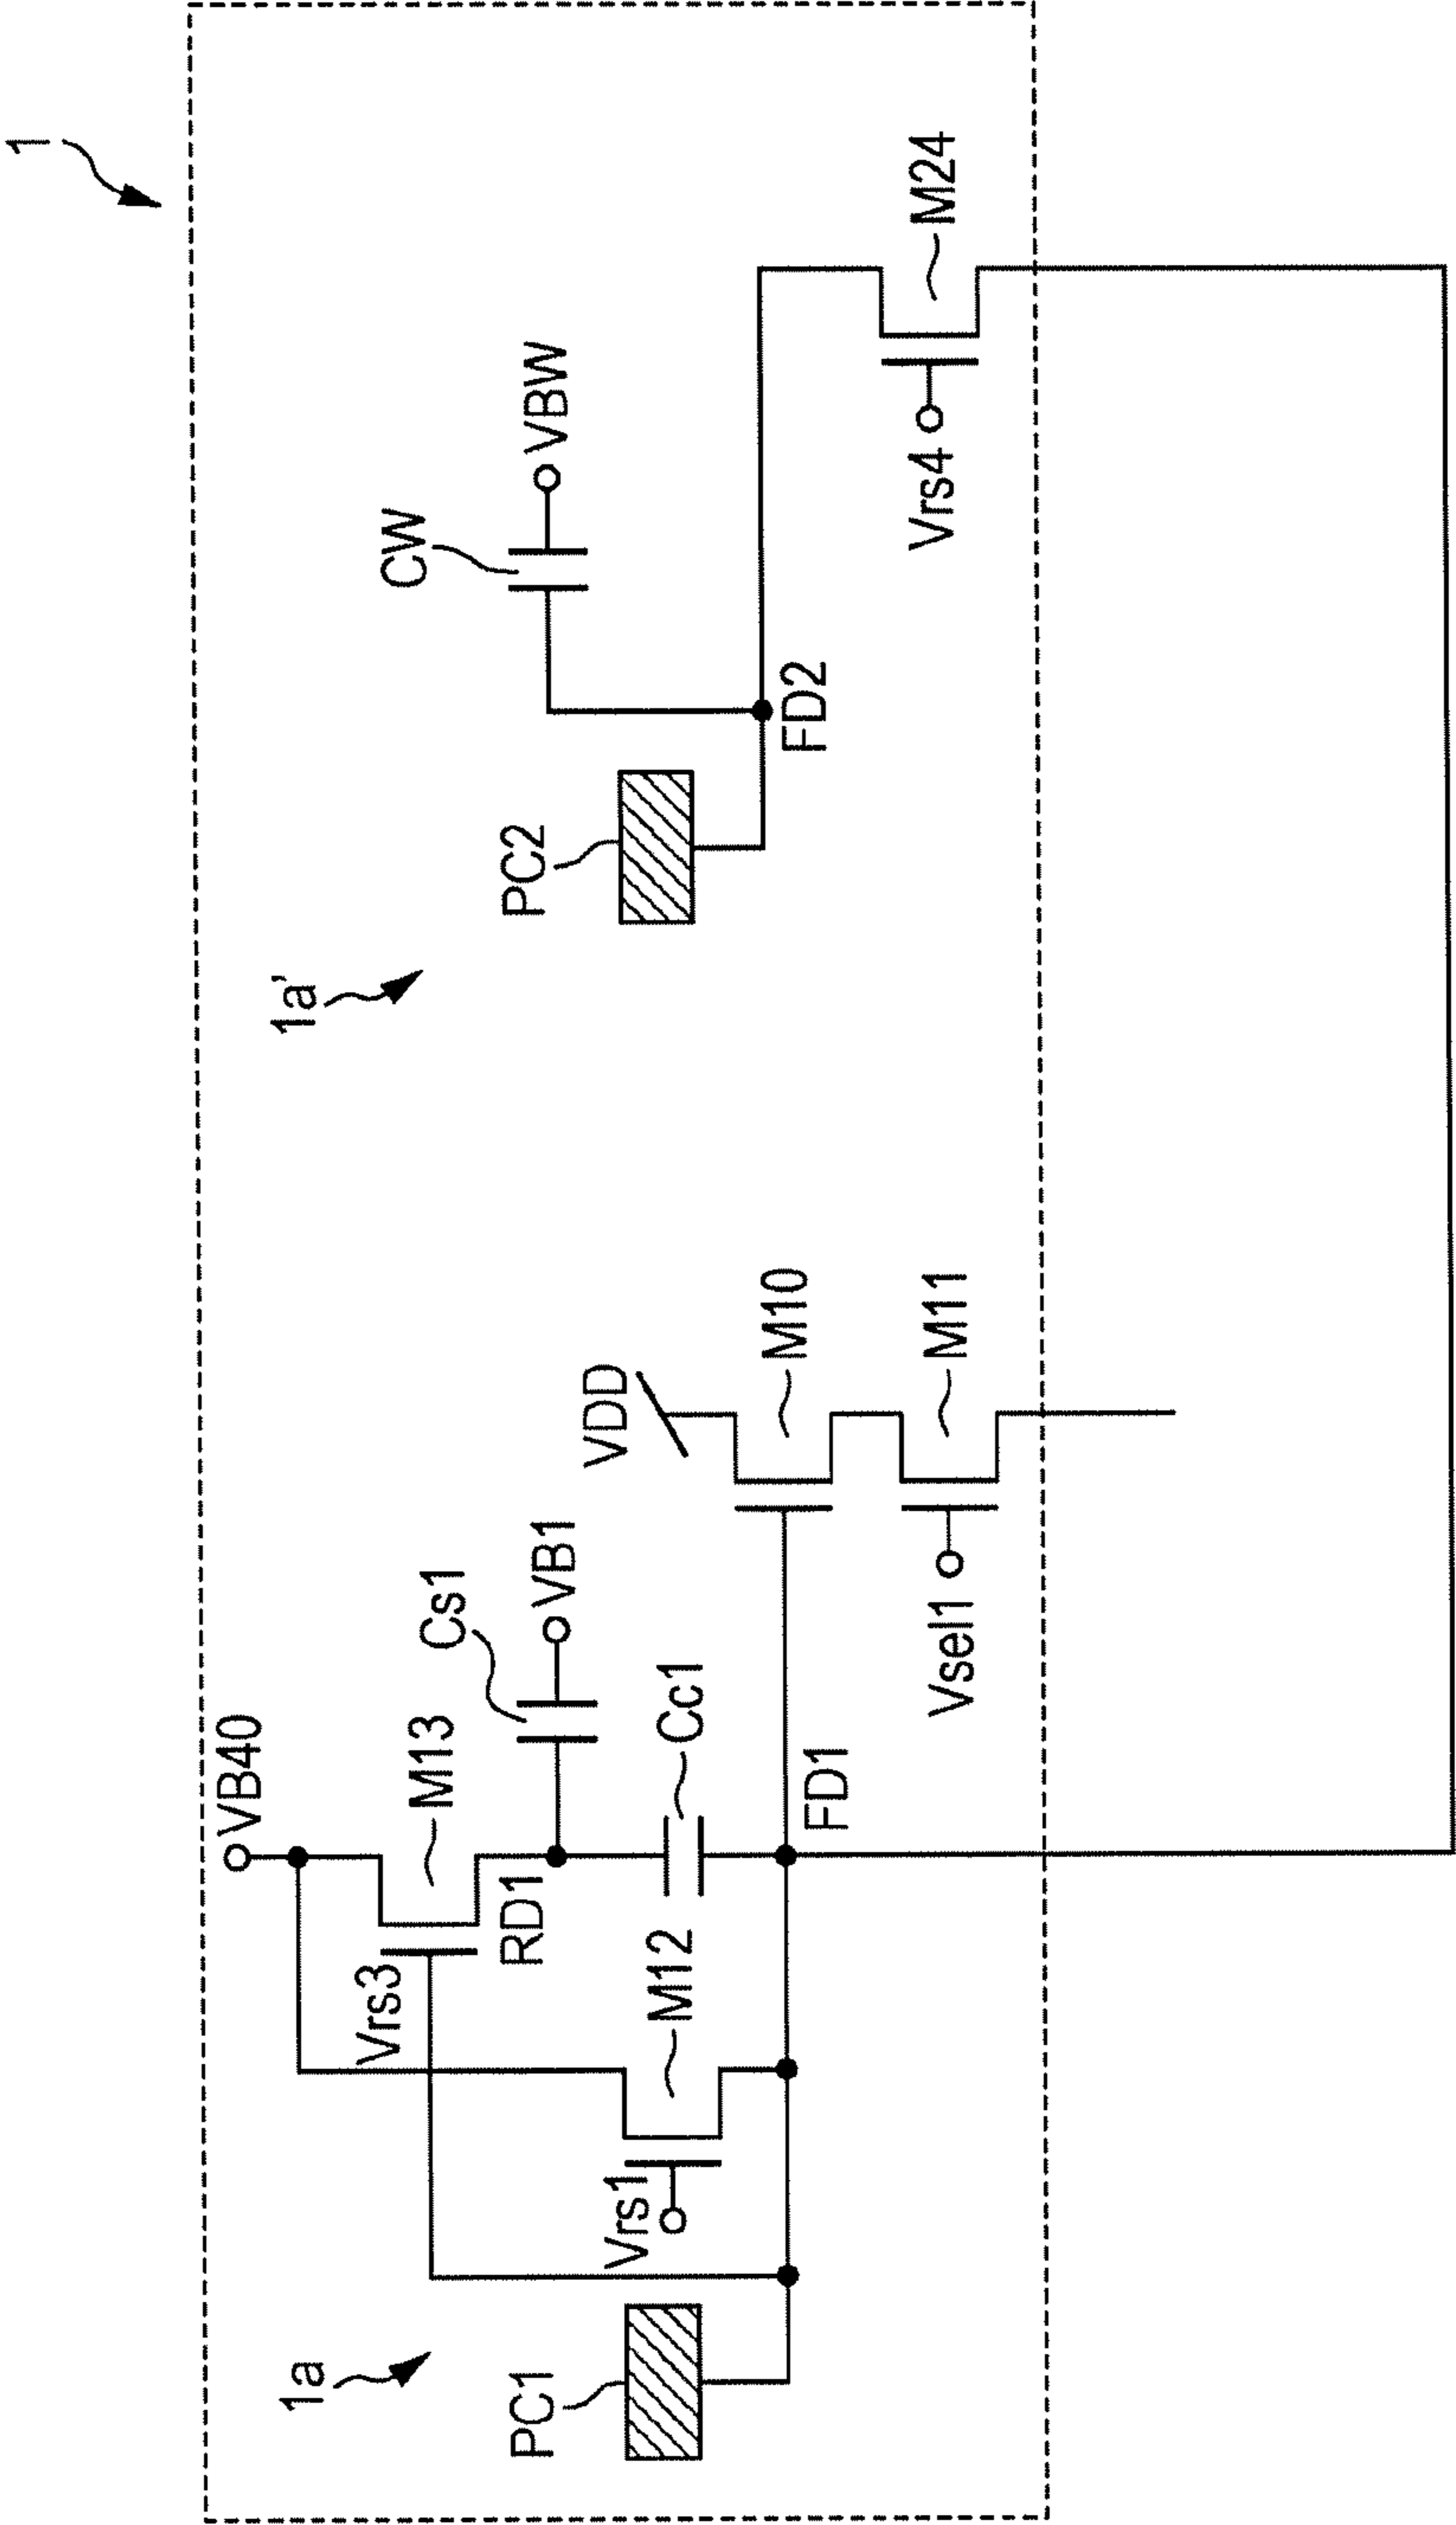 1
1a
PC1
Vrs1
Vrs3
M12
M13
VB40
RD1
Cs1
VB1
Cc1
FD1
VDD
M10
M11
Vsel1
1a'
PC2
CW
VBW
FD2
Vrs4
M24